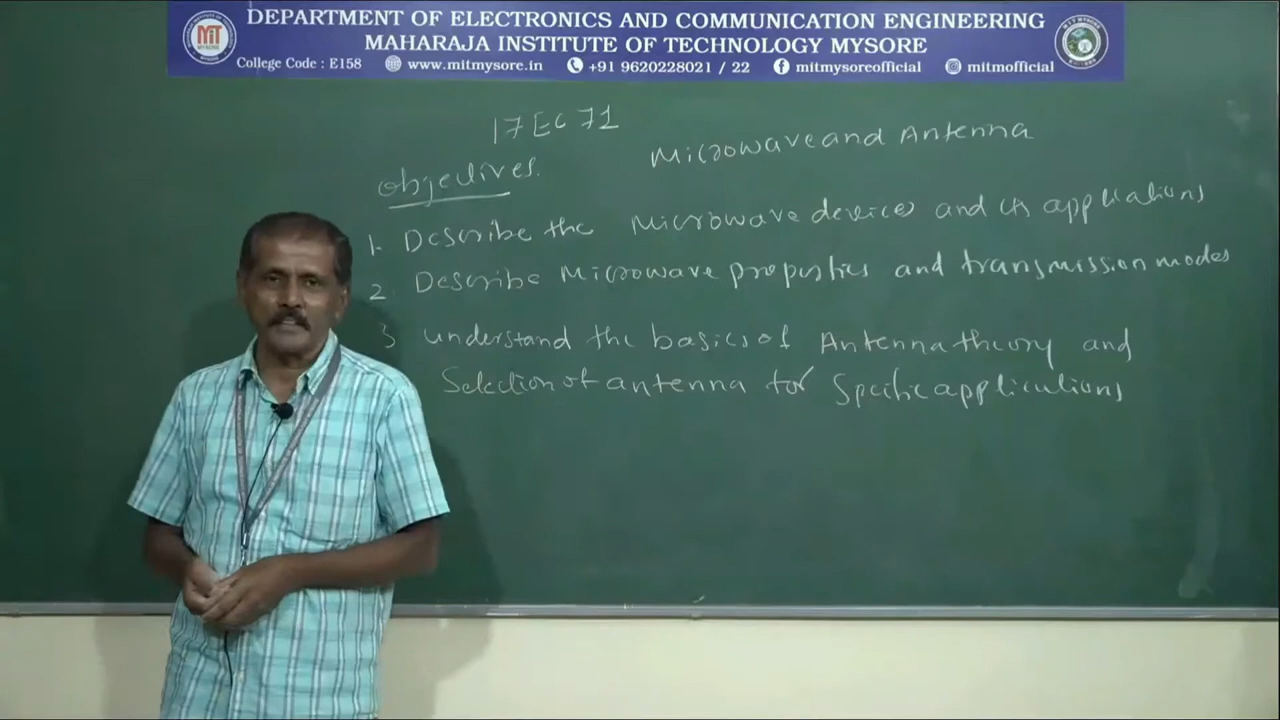 DEPARTMENT OF ELECTRONICS AND COMMUNICATION ENGINEERING
MAHARAJA INSTITUTE OF TECHNOLOGY MYSORE
College Code : E158 www.mitmysore.in +91 9620228021 / 22 mitmysoreofficial mitmofficial
MIT
17EC71
Microwave and Antenna
Objectives.
1. Describe the Microwave devices and its applications
2. Describe Microwave properties and transmission modes
3 understand the basics of Antenna theory and
Selection of antenna for Specific applications